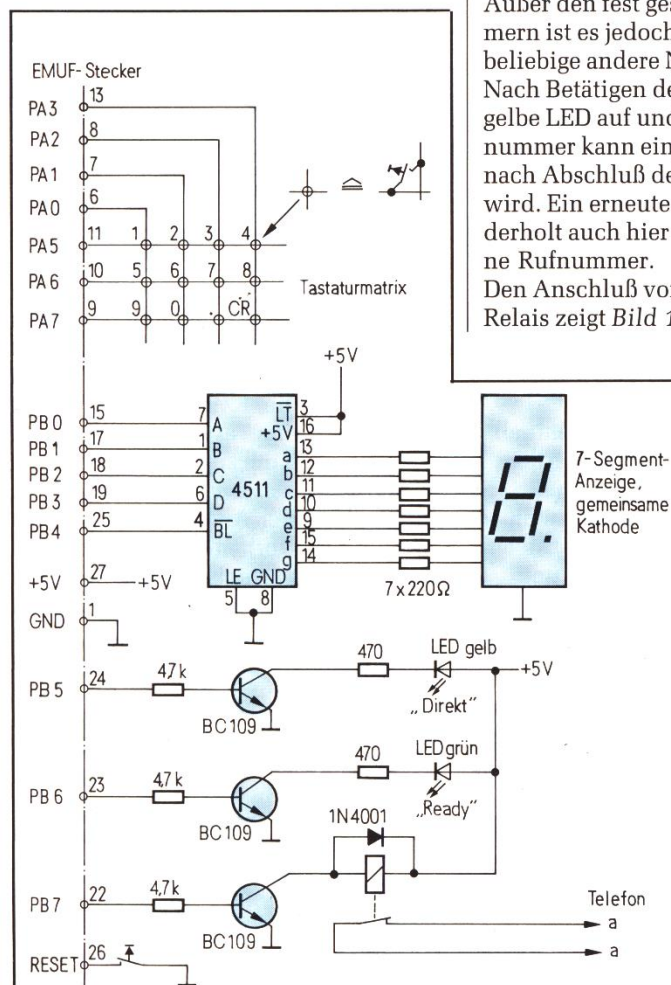 Außer den fest ges
mern ist es jedoch
beliebige andere N
Nach Betätigen de
gelbe LED auf und
nummer kann ein
nach Abschluß de
wird. Ein erneute
derholt auch hier
ne Rufnummer.
Den Anschluß vo
Relais zeigt Bild 1
EMUF-Stecker
PA3 13
PA2 8
PA1 7
PA0 6
PA5 11 1 2 3 4
PA6 10 5 6 7 8
PA7 9 9 0 . CR
Tastaturmatrix
+5V
PB0 15 7 A
PB1 17 1 B
PB2 18 2 C
PB3 19 6 D
PB4 25 4 BL
4511
LT 3
+5V 16
a 13
b 12
c 11
d 10
e 9
f 15
g 14
LE GND
5 8
7x220Ω
7-Segment-
Anzeige,
gemeinsame
Kathode
+5V 27 +5V
GND 1
PB5 24 47k
BC109
470 LED gelb
+5V
„Direkt"
PB6 23 4,7k
BC109
470 LED grün
„Ready"
1N4001
PB7 22 4,7k
BC109
Telefon
a
a
RESET 26